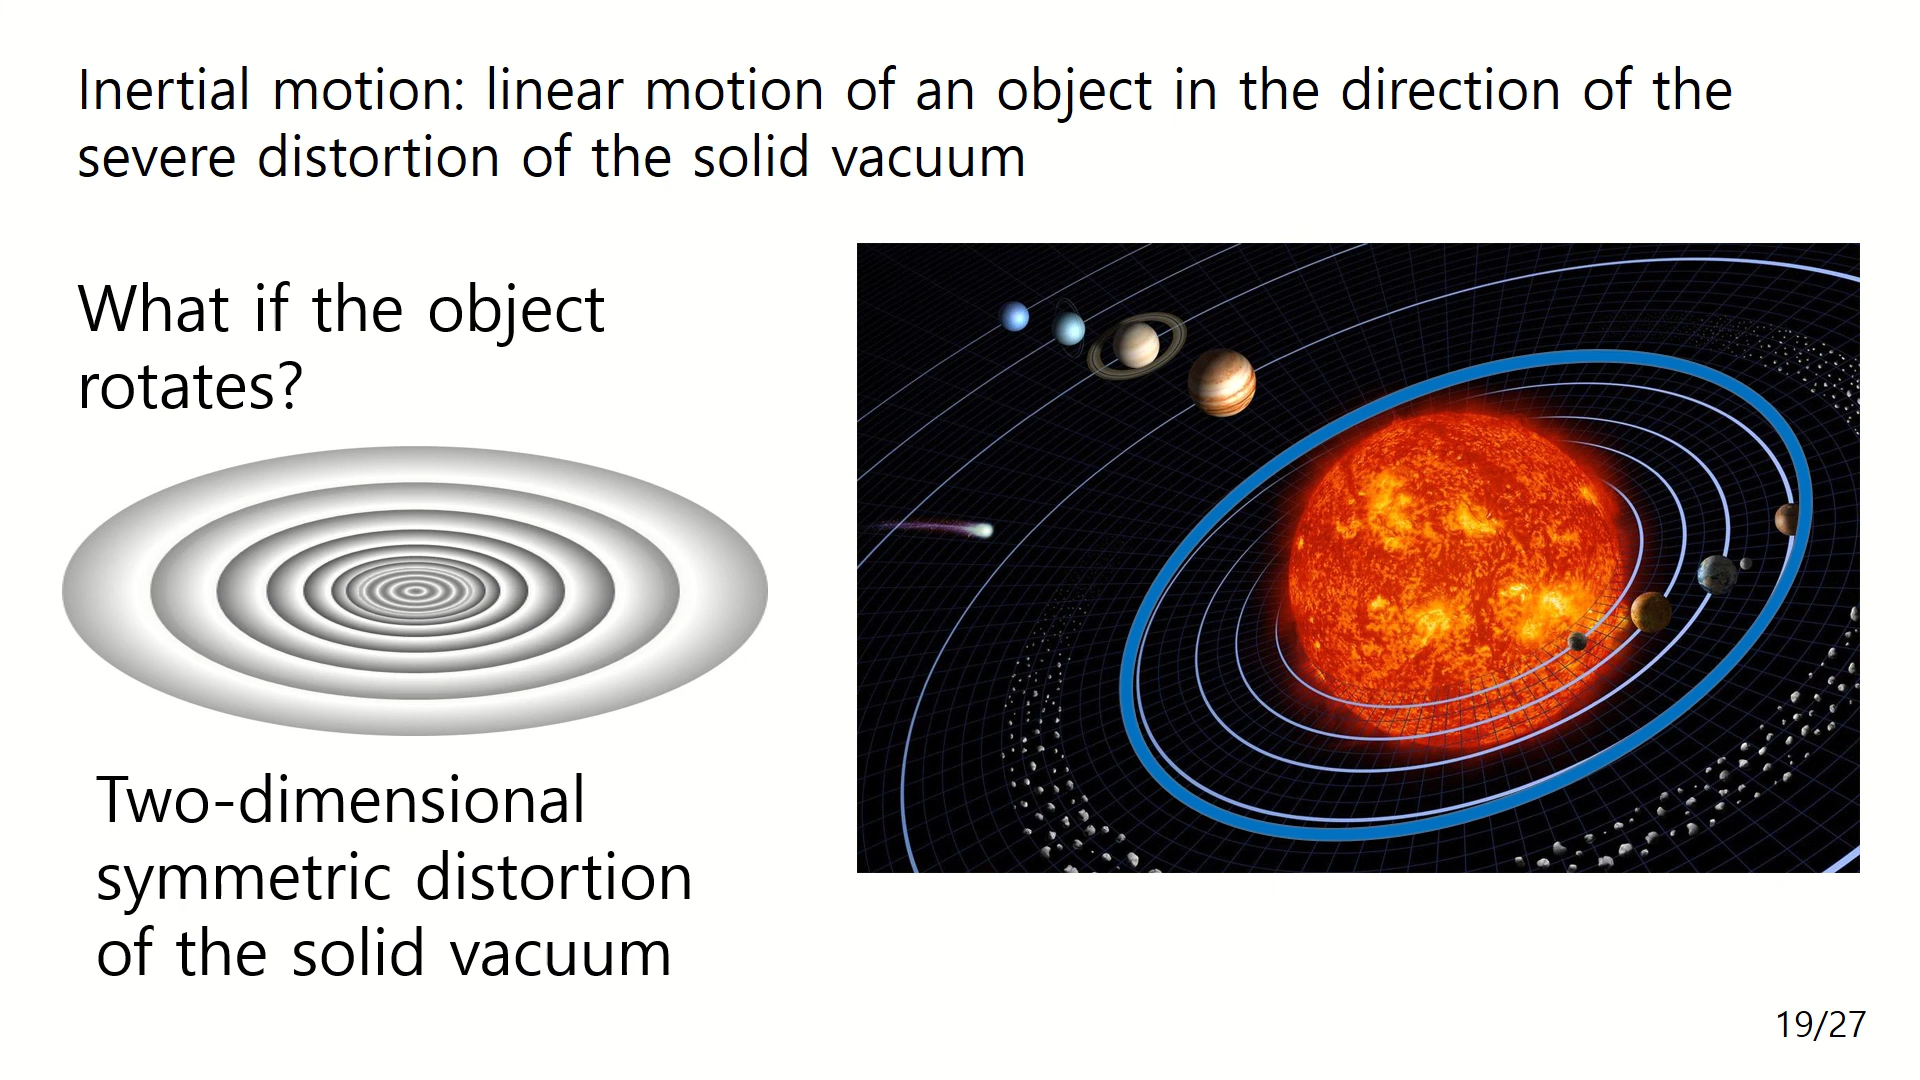 Inertial motion: linear motion of an object in the direction of the
severe distortion of the solid vacuum
What if the object
rotates?
Two-dimensional
symmetric distortion
of the solid vacuum
19/27